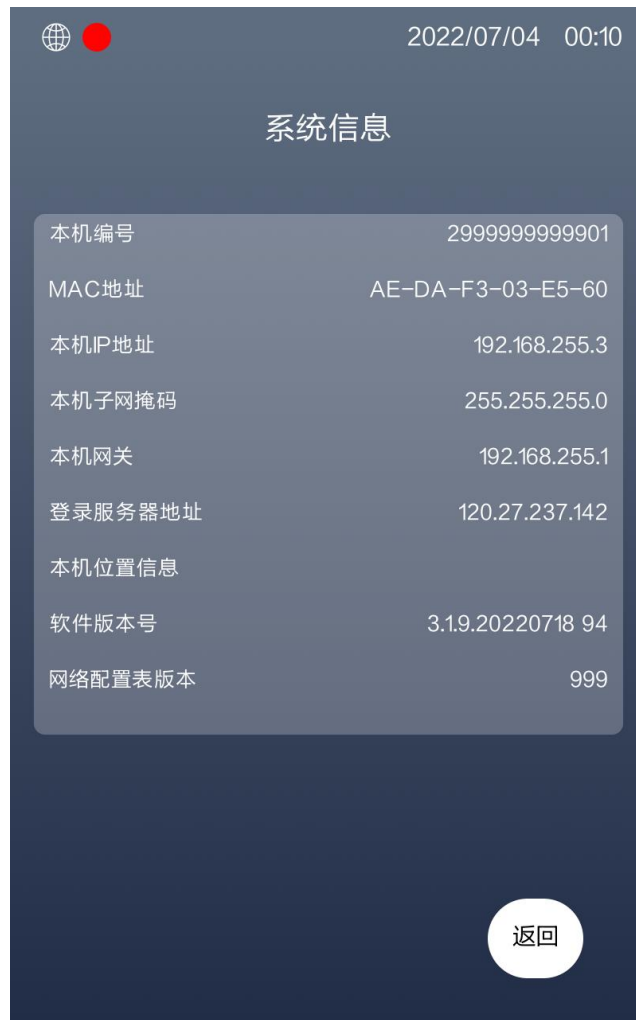 2022/07/04 00:10
系统信息
本机编号 2999999999901
MAC地址 AE-DA-F3-03-E5-60
本机IP地址 192.168.255.3
本机子网掩码 255.255.255.0
本机网关 192.168.255.1
登录服务器地址 120.27.237.142
本机位置信息
软件版本号 3.1.9.20220718 94
网络配置表版本 999
返回